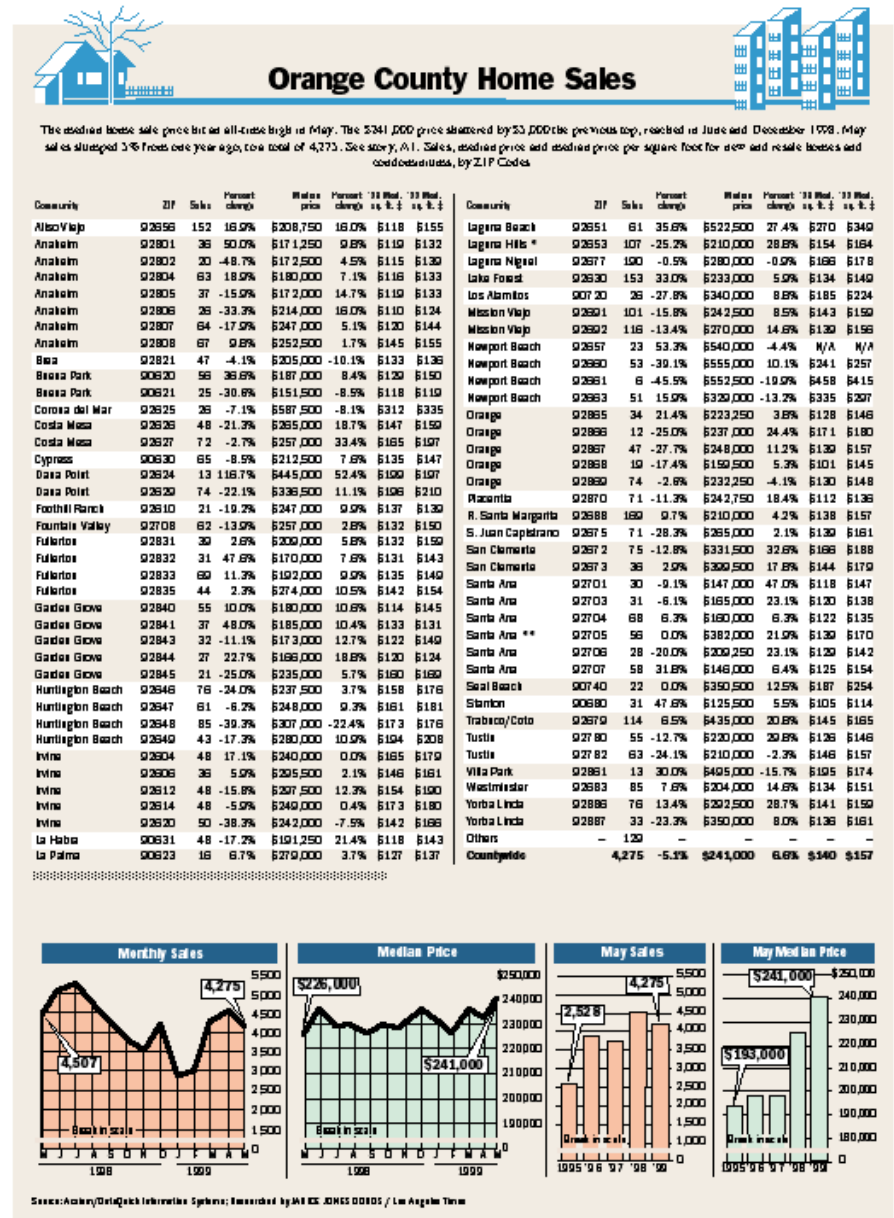 Orange County Home Sales
The median home sale price hit an all-time high in May. The $241,000 price shattered by $3,000 the previous top, reached in June and December 1998. May
sales slumped 5% from one year ago, to a total of 4,275. See story, A1. Sales, median price and median price per square foot for new and resale houses and
condominiums, by ZIP Codes
Community ZIP Sales Percent change Median price Percent change '98 Med. sq. ft. ‡ '99 Med. sq. ft. ‡
Aliso Viejo 92656 152 16.9% $208,750 16.0% $118 $155
Anaheim 92801 36 50.0% $171,250 9.8% $119 $132
Anaheim 92802 20 -48.7% $172,500 4.5% $115 $139
Anaheim 92804 63 18.9% $180,000 7.1% $116 $133
Anaheim 92805 37 -15.9% $172,000 14.7% $119 $133
Anaheim 92806 26 -33.3% $214,000 16.0% $110 $124
Anaheim 92807 64 -17.9% $247,000 5.1% $120 $144
Anaheim 92808 67 9.8% $252,500 1.7% $145 $155
Brea 92821 47 -4.1% $205,000 -10.1% $133 $136
Buena Park 90620 56 36.6% $187,000 8.4% $129 $150
Buena Park 90621 25 -30.6% $151,500 -8.5% $118 $119
Corona del Mar 92625 26 -7.1% $587,500 -8.1% $312 $335
Costa Mesa 92626 48 -21.3% $265,000 18.7% $147 $159
Costa Mesa 92627 72 -2.7% $257,000 33.4% $165 $197
Cypress 90630 65 -8.5% $212,500 7.6% $135 $147
Dana Point 92624 13 116.7% $445,000 52.4% $199 $197
Dana Point 92629 74 -22.1% $336,500 11.1% $196 $210
Foothill Ranch 92610 21 -19.2% $247,000 9.9% $137 $139
Fountain Valley 92708 62 -13.9% $257,000 2.8% $132 $150
Fullerton 92831 39 2.6% $209,000 5.8% $132 $159
Fullerton 92832 31 47.6% $170,000 7.6% $131 $143
Fullerton 92833 69 11.3% $192,000 9.9% $135 $149
Fullerton 92835 44 2.3% $274,000 10.5% $142 $154
Garden Grove 92840 55 10.0% $180,000 10.6% $114 $145
Garden Grove 92841 37 48.0% $185,000 10.4% $133 $131
Garden Grove 92843 32 -11.1% $173,000 12.7% $122 $149
Garden Grove 92844 27 22.7% $166,000 18.8% $120 $124
Garden Grove 92845 21 -25.0% $235,000 5.7% $160 $169
Huntington Beach 92646 76 -24.0% $237,500 3.7% $158 $176
Huntington Beach 92647 61 -6.2% $248,000 9.3% $161 $181
Huntington Beach 92648 85 -39.3% $307,000 -22.4% $173 $176
Huntington Beach 92649 43 -17.3% $280,000 10.9% $194 $208
Irvine 92604 48 17.1% $240,000 0.0% $165 $179
Irvine 92606 36 5.9% $295,500 2.1% $146 $161
Irvine 92612 48 -15.8% $297,500 12.3% $154 $190
Irvine 92614 48 -5.9% $249,000 0.4% $173 $180
Irvine 92620 50 -38.3% $242,000 -7.5% $142 $166
La Habra 90631 48 -17.2% $191,250 21.4% $118 $143
La Palma 90623 16 6.7% $279,000 3.7% $127 $137
Community ZIP Sales Percent change Median price Percent change '98 Med. sq. ft. ‡ '99 Med. sq. ft. ‡
Laguna Beach 92651 61 35.6% $522,500 27.4% $270 $349
Laguna Hills * 92653 107 -25.2% $210,000 28.8% $154 $164
Laguna Niguel 92677 190 -0.5% $280,000 -0.9% $166 $178
Lake Forest 92630 153 33.0% $233,000 5.9% $134 $149
Los Alamitos 90720 26 -27.8% $340,000 8.8% $185 $224
Mission Viejo 92691 101 -15.8% $242,500 8.5% $143 $159
Mission Viejo 92692 116 -13.4% $270,000 14.6% $139 $156
Newport Beach 92657 23 53.3% $540,000 -4.4% N/A N/A
Newport Beach 92660 53 -39.1% $555,000 10.1% $241 $257
Newport Beach 92661 6 -45.5% $552,500 -19.9% $458 $415
Newport Beach 92663 51 15.9% $329,000 -13.2% $335 $297
Orange 92865 34 21.4% $223,250 3.8% $128 $146
Orange 92866 12 -25.0% $237,000 24.4% $171 $180
Orange 92867 47 -27.7% $248,000 11.2% $139 $157
Orange 92868 19 -17.4% $159,500 5.3% $101 $145
Orange 92869 74 -2.6% $232,250 -4.1% $130 $148
Placentia 92870 71 -11.3% $242,750 18.4% $112 $136
R. Santa Margarita 92688 169 9.7% $210,000 4.2% $138 $157
S. Juan Capistrano 92675 71 -28.3% $265,000 2.1% $139 $161
San Clemente 92672 75 -12.8% $331,500 32.6% $166 $188
San Clemente 92673 36 2.9% $399,500 17.8% $144 $179
Santa Ana 92701 30 -9.1% $147,000 47.0% $118 $147
Santa Ana 92703 31 -6.1% $165,000 23.1% $120 $138
Santa Ana 92704 68 6.3% $160,000 6.3% $122 $135
Santa Ana ** 92705 56 0.0% $382,000 21.9% $139 $170
Santa Ana 92706 28 -20.0% $209,250 23.1% $129 $142
Santa Ana 92707 58 31.8% $146,000 6.4% $125 $154
Seal Beach 90740 22 0.0% $350,500 12.5% $187 $254
Stanton 90680 31 47.6% $125,500 5.5% $105 $114
Trabuco/Coto 92679 114 6.5% $435,000 20.8% $145 $165
Tustin 92780 55 -12.7% $220,000 29.8% $126 $146
Tustin 92782 63 -24.1% $210,000 -2.3% $146 $157
Villa Park 92861 13 30.0% $495,000 -15.7% $195 $174
Westminster 92683 85 7.6% $204,000 14.6% $134 $151
Yorba Linda 92886 76 13.4% $292,500 28.7% $141 $159
Yorba Linda 92887 33 -23.3% $350,000 8.0% $136 $161
Others – 129 – – – – –
Countywide 4,275 -5.1% $241,000 6.6% $140 $157
Monthly Sales
5,500
5,000
4,500
4,000
3,500
3,000
2,500
2,000
1,500
0
4,275
4,507
Break in scale
M J J A S O N D J F M A M
1998 1999
Median Price
$250,000
240,000
230,000
220,000
210,000
200,000
190,000
0
$226,000
$241,000
Break in scale
M J J A S O N D J F M A M
1998 1999
May Sales
5,500
5,000
4,500
4,000
3,500
3,000
2,500
2,000
1,500
1,000
0
2,528
4,275
Break in scale
1995 '96 '97 '98 '99
May Median Price
$250,000
240,000
230,000
220,000
210,000
200,000
190,000
180,000
0
$241,000
$193,000
Break in scale
1995 '96 '97 '98 '99
Source: Acxiom/DataQuick Information Systems; Researched by JANICE JONES DODDS / Los Angeles Times